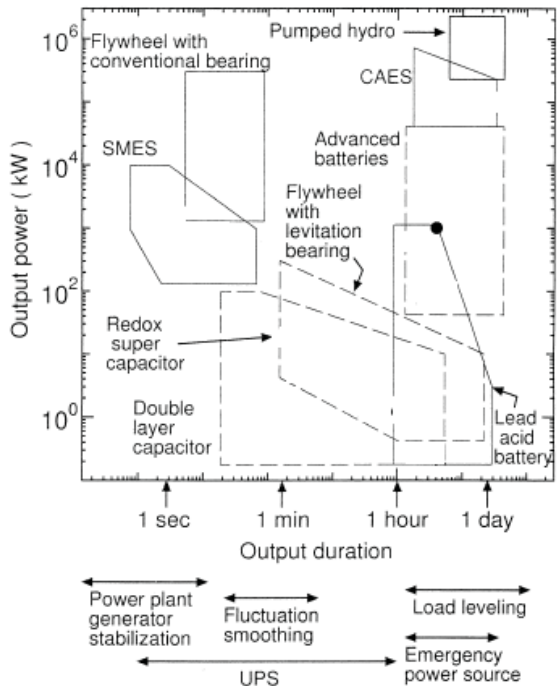 10^6
10^4
10^2
10^0
Output power ( kW )
Flywheel with
conventional bearing
Pumped hydro
CAES
SMES
Advanced
batteries
Flywheel
with
levitation
bearing
Redox
super
capacitor
Double
layer
capacitor
Lead
acid
battery
1 sec
1 min
1 hour
1 day
Output duration
Power plant
generator
stabilization
Fluctuation
smoothing
Load leveling
Emergency
power source
UPS